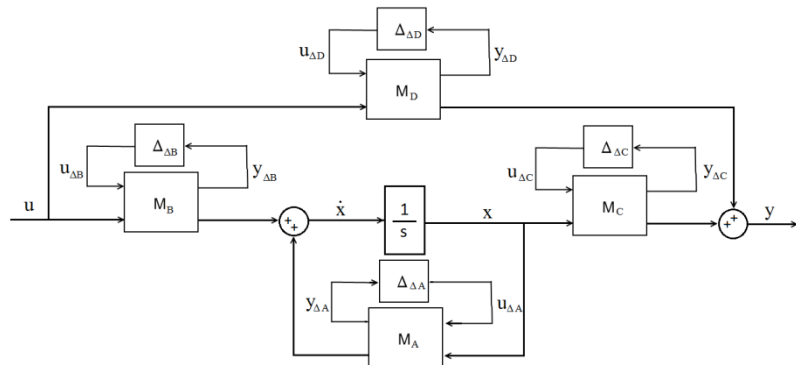 Δ_ΔD
u_ΔD
y_ΔD
M_D
Δ_ΔB
u_ΔB
y_ΔB
M_B
Δ_ΔC
u_ΔC
y_ΔC
M_C
u
+
+
ẋ
1
s
x
+ +
y
Δ_ΔA
y_ΔA
u_ΔA
M_A